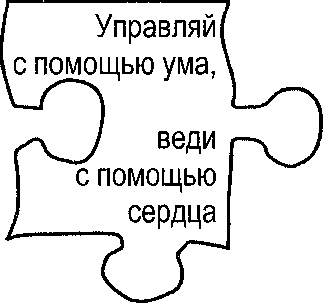 Управляй
с помощью ума,
веди
с помощью
сердца